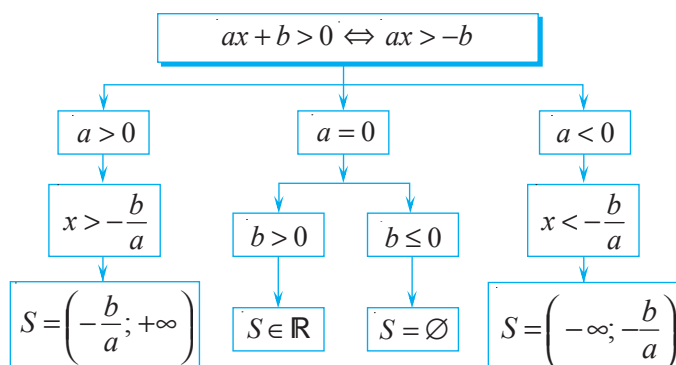 ax + b > 0 ⇔ ax > −b
a > 0 a = 0 a < 0
x > −b/a b > 0 b ≤ 0 x < −b/a
S = (−b/a; +∞) S ∈ ℝ S = ∅ S = (−∞; −b/a)